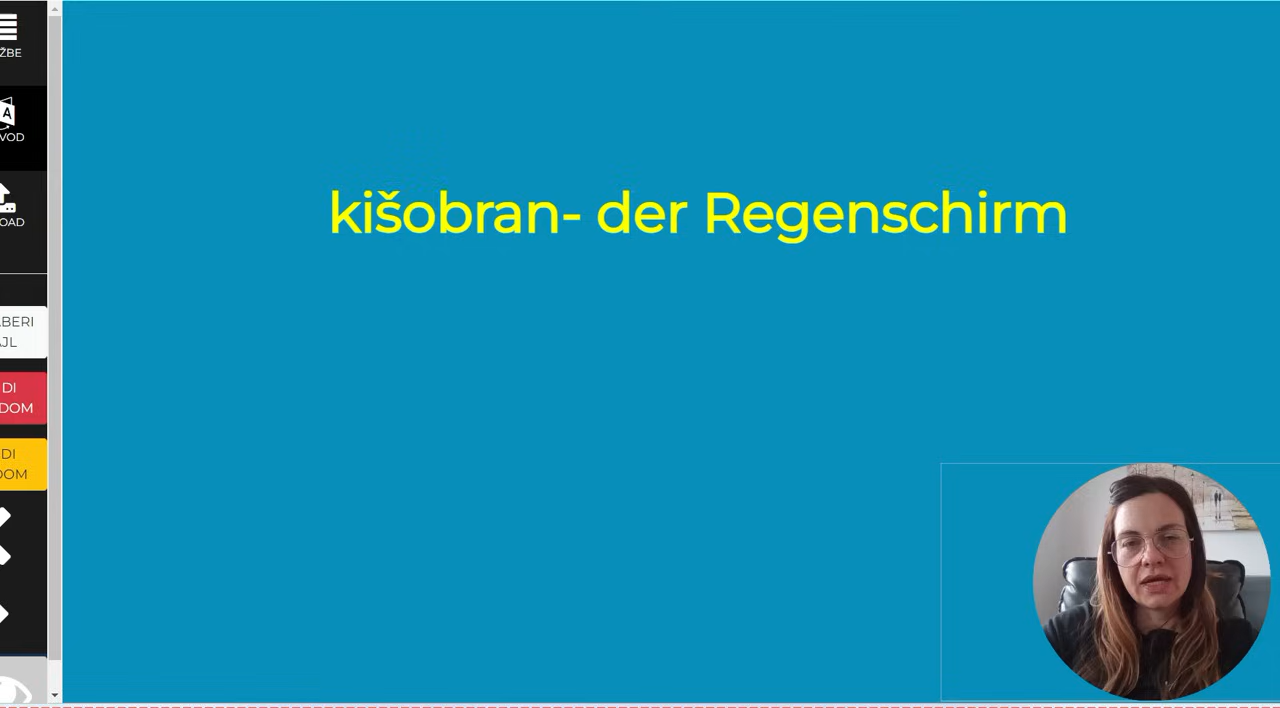 ŽBE
VOD
OAD
BERI
JL
DI
DOM
DI
DOM
kišobran- der Regenschirm